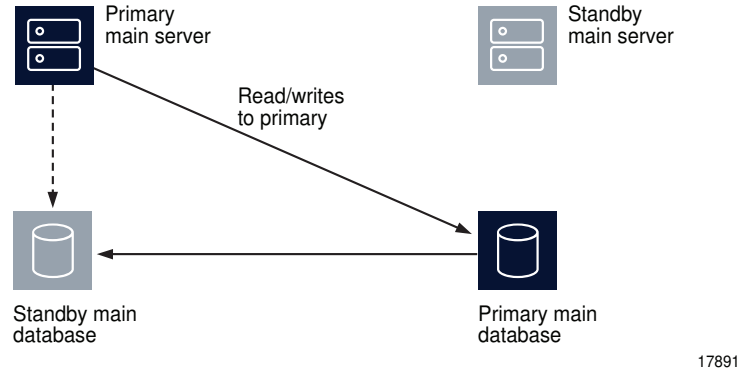 Primary
main server
Standby
main server
Read/writes
to primary
Standby main
database
Primary main
database
17891